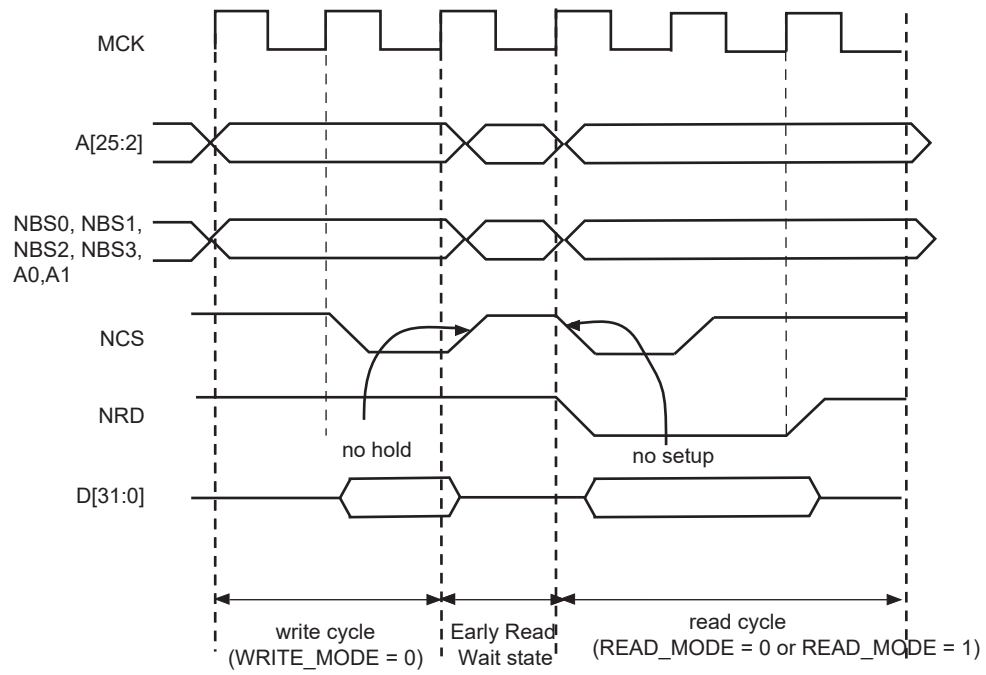 MCK
A[25:2]
NBS0, NBS1,
NBS2, NBS3,
A0,A1
NCS
NRD
no hold
no setup
D[31:0]
write cycle
(WRITE_MODE = 0)
Early Read
Wait state
read cycle
(READ_MODE = 0 or READ_MODE = 1)